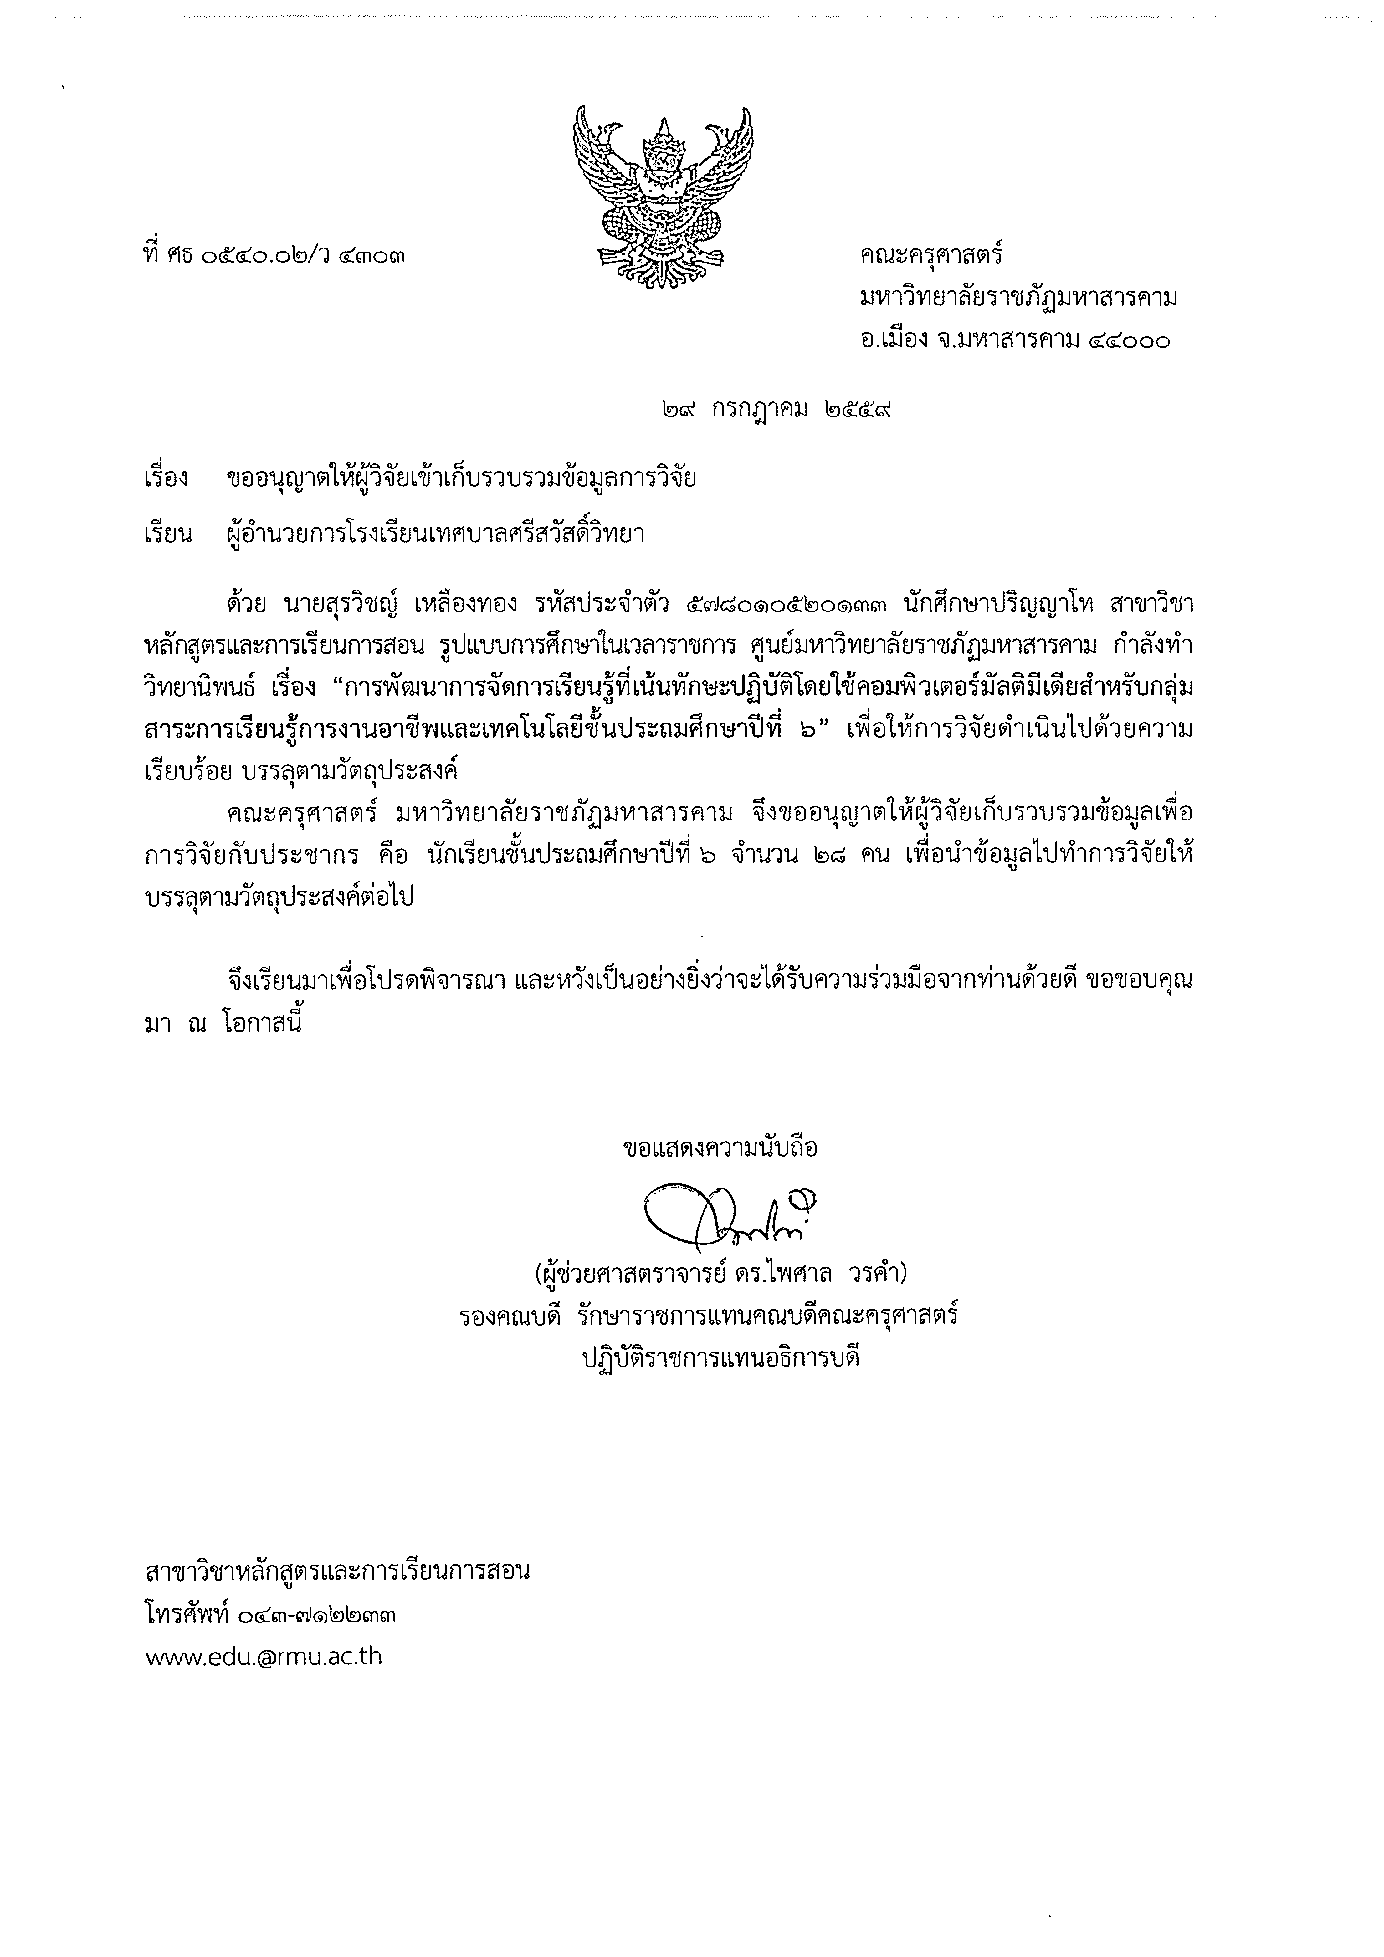 ที่ ศธ ๐๕๔๐.๐๒/ว ๔๓๐๓
คณะครุศาสตร์
มหาวิทยาลัยราชภัฏมหาสารคาม
อ.เมือง จ.มหาสารคาม ๔๔๐๐๐
๒๙ กรกฎาคม ๒๕๕๙
เรื่อง ขออนุญาตให้ผู้วิจัยเข้าเก็บรวบรวมข้อมูลการวิจัย
เรียน ผู้อำนวยการโรงเรียนเทศบาลศรีสวัสดิ์วิทยา
ด้วย นายสุรวิชญ์ เหลืองทอง รหัสประจำตัว ๕๗๘๐๑๐๕๒๐๑๓๓ นักศึกษาปริญญาโท สาขาวิชา
หลักสูตรและการเรียนการสอน รูปแบบการศึกษาในเวลาราชการ ศูนย์มหาวิทยาลัยราชภัฏมหาสารคาม กำลังทำ
วิทยานิพนธ์ เรื่อง “การพัฒนาการจัดการเรียนรู้ที่เน้นทักษะปฏิบัติโดยใช้คอมพิวเตอร์มัลติมีเดียสำหรับกลุ่ม
สาระการเรียนรู้การงานอาชีพและเทคโนโลยีชั้นประถมศึกษาปีที่ ๖” เพื่อให้การวิจัยดำเนินไปด้วยความ
เรียบร้อย บรรลุตามวัตถุประสงค์
คณะครุศาสตร์ มหาวิทยาลัยราชภัฏมหาสารคาม จึงขออนุญาตให้ผู้วิจัยเก็บรวบรวมข้อมูลเพื่อ
การวิจัยกับประชากร คือ นักเรียนชั้นประถมศึกษาปีที่ ๖ จำนวน ๒๘ คน เพื่อนำข้อมูลไปทำการวิจัยให้
บรรลุตามวัตถุประสงค์ต่อไป
จึงเรียนมาเพื่อโปรดพิจารณา และหวังเป็นอย่างยิ่งว่าจะได้รับความร่วมมือจากท่านด้วยดี ขอขอบคุณ
มา ณ โอกาสนี้
ขอแสดงความนับถือ
(ผู้ช่วยศาสตราจารย์ ดร.ไพศาล วรคำ)
รองคณบดี รักษาราชการแทนคณบดีคณะครุศาสตร์
ปฏิบัติราชการแทนอธิการบดี
สาขาวิชาหลักสูตรและการเรียนการสอน
โทรศัพท์ ๐๔๓-๗๑๒๒๓๓
www.edu.@rmu.ac.th